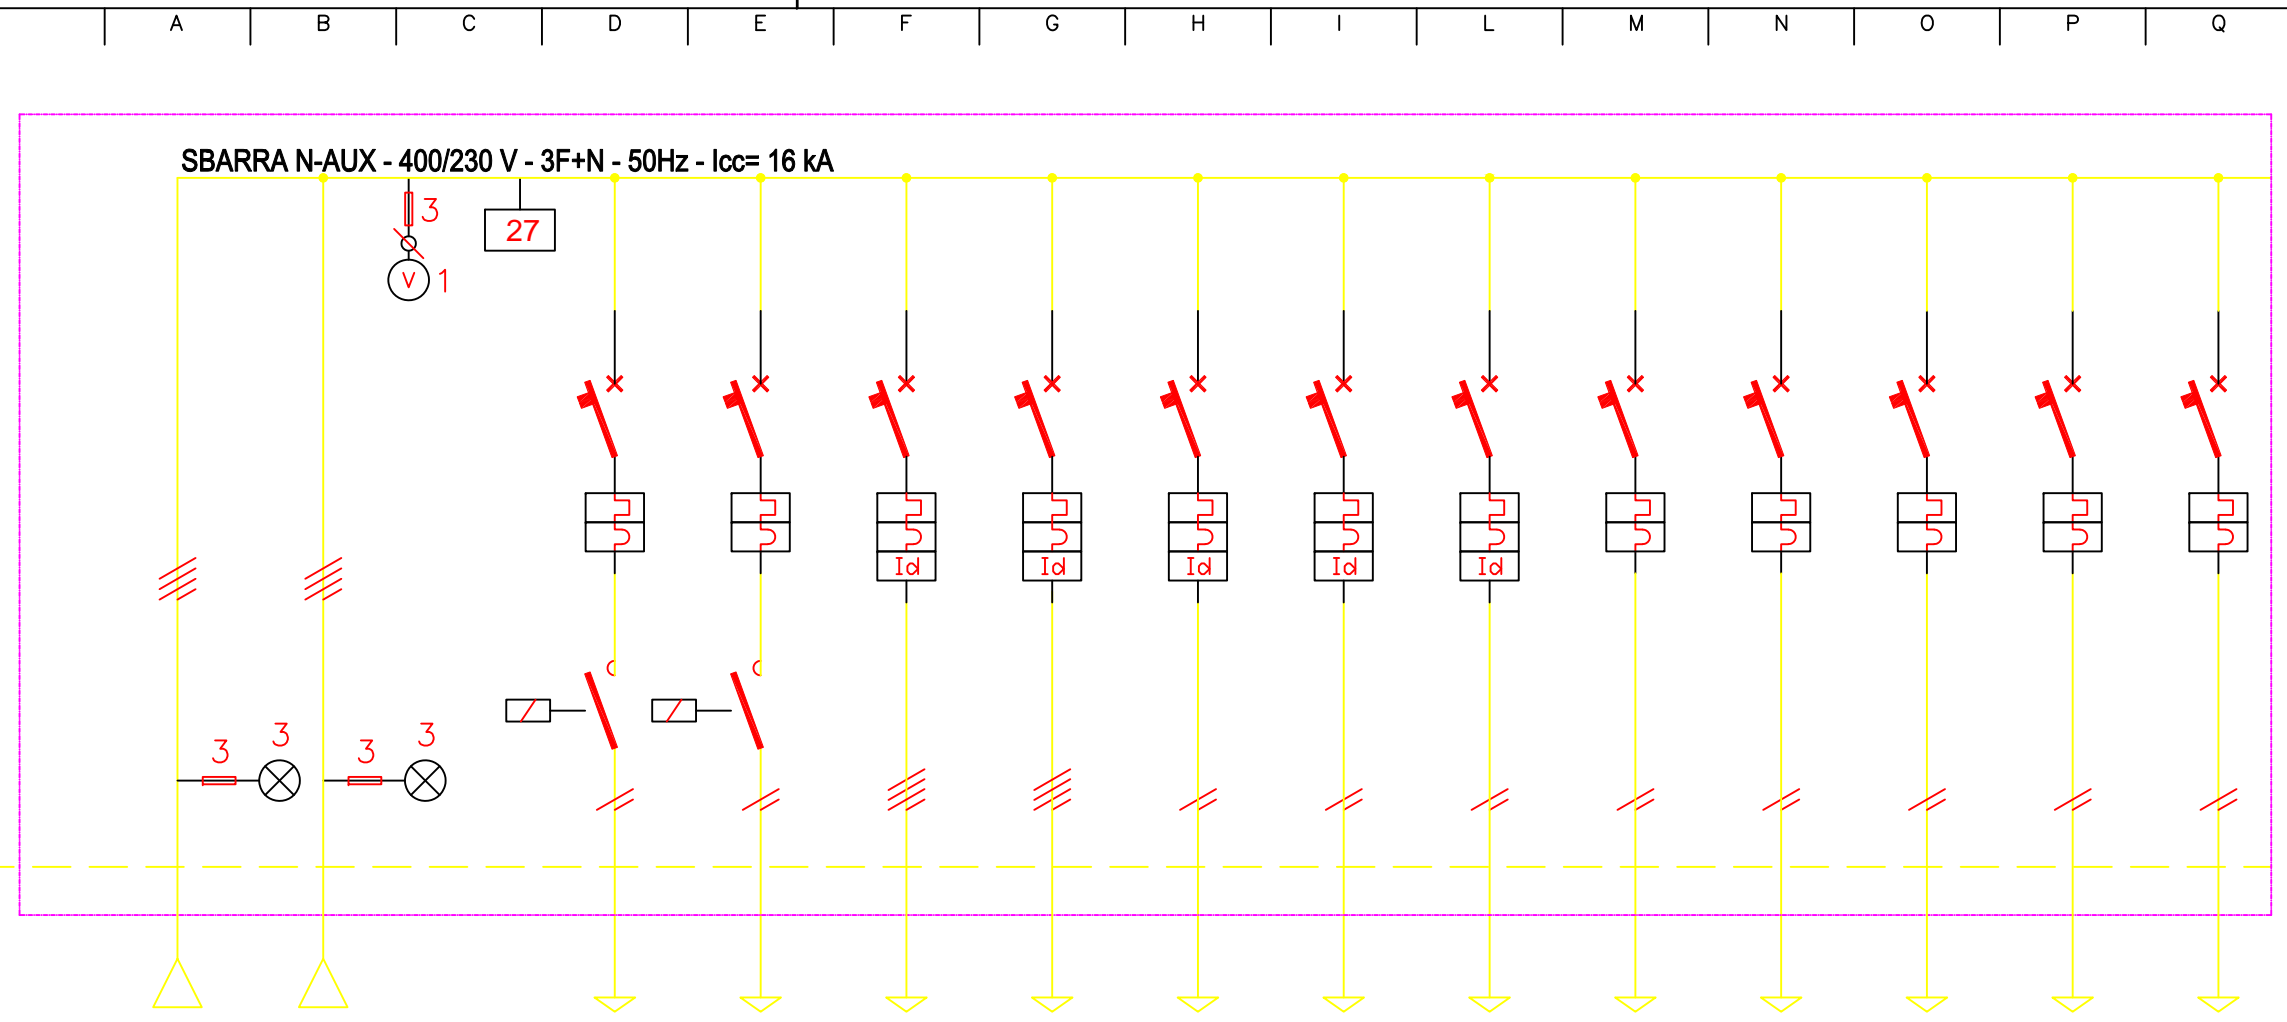 A B C D E F G H I L M N O P Q
SBARRA N-AUX - 400/230 V - 3F+N - 50Hz - Icc= 16 kA
3
27
V 1
Id Id Id Id Id
3 3 3 3